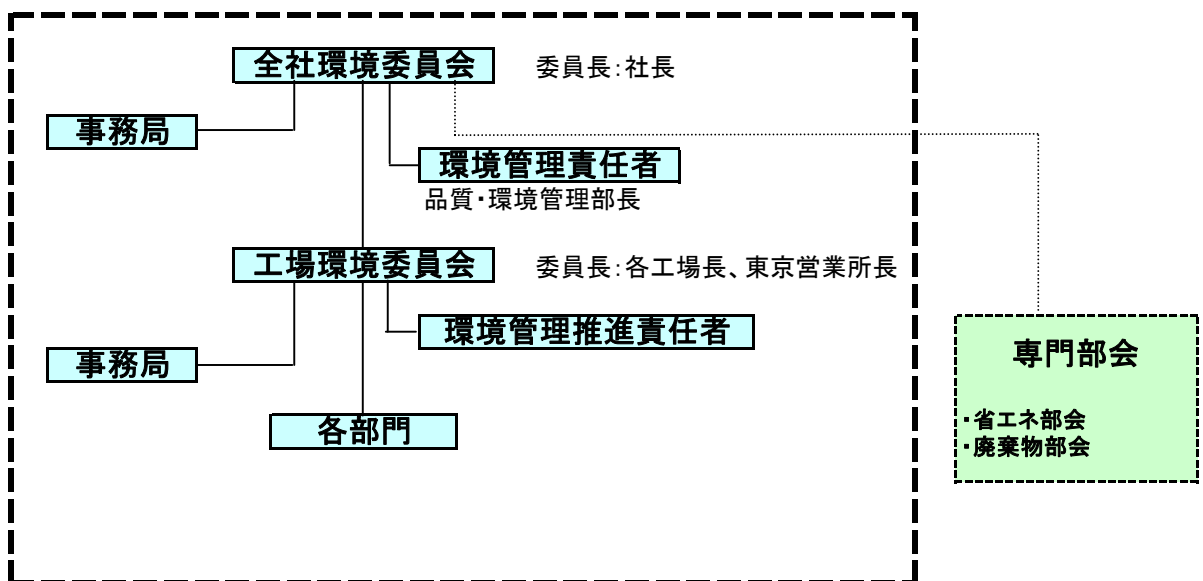 全社環境委員会
委員長:社長
事務局
環境管理責任者
品質・環境管理部長
工場環境委員会
委員長:各工場長、東京営業所長
環境管理推進責任者
事務局
各部門
専門部会
・省エネ部会
・廃棄物部会